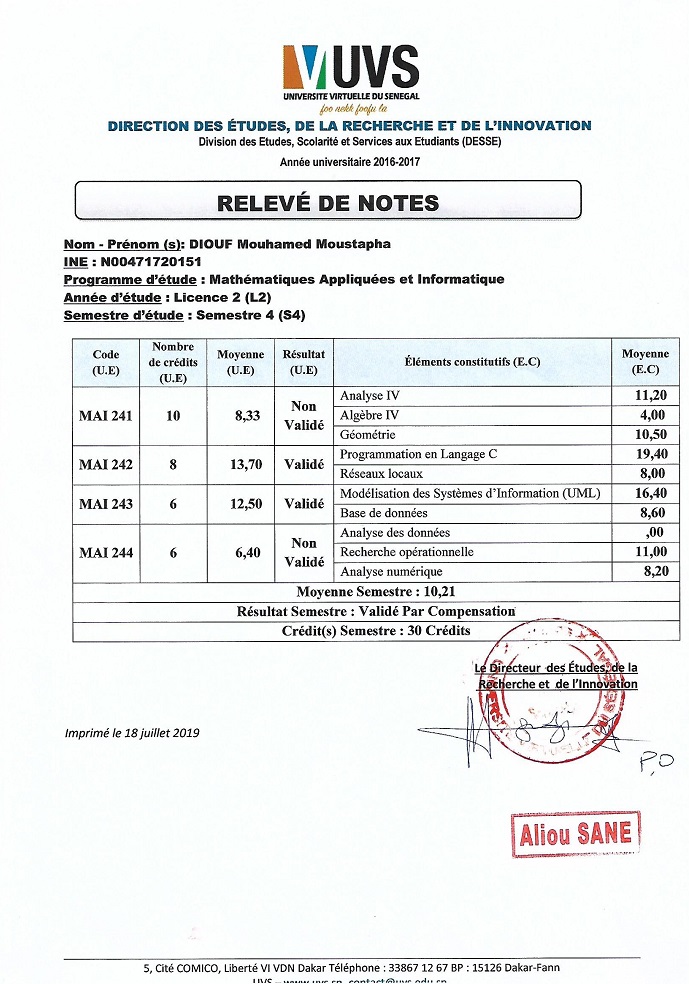 UVS
UNIVERSITE VIRTUELLE DU SENEGAL
foo nekk foofu la
DIRECTION DES ÉTUDES, DE LA RECHERCHE ET DE L'INNOVATION
Division des Etudes, Scolarité et Services aux Etudiants (DESSE)
Année universitaire 2016-2017
RELEVÉ DE NOTES
Nom - Prénom (s): DIOUF Mouhamed Moustapha
INE : N00471720151
Programme d'étude : Mathématiques Appliquées et Informatique
Année d'étude : Licence 2 (L2)
Semestre d'étude : Semestre 4 (S4)
Code (U.E) Nombre de crédits (U.E) Moyenne (U.E) Résultat (U.E) Éléments constitutifs (E.C) Moyenne (E.C)
MAI 241 10 8,33 Non Validé Analyse IV 11,20
Algèbre IV 4,00
Géométrie 10,50
MAI 242 8 13,70 Validé Programmation en Langage C 19,40
Réseaux locaux 8,00
MAI 243 6 12,50 Validé Modélisation des Systèmes d'Information (UML) 16,40
Base de données 8,60
MAI 244 6 6,40 Non Validé Analyse des données ,00
Recherche opérationnelle 11,00
Analyse numérique 8,20
Moyenne Semestre : 10,21
Résultat Semestre : Validé Par Compensation
Crédit(s) Semestre : 30 Crédits
Le Directeur des Études, de la
Recherche et de l'Innovation
Imprimé le 18 juillet 2019
P.O
Aliou SANE
5, Cité COMICO, Liberté VI VDN Dakar Téléphone : 33867 12 67 BP : 15126 Dakar-Fann
UVS – www.uvs.sn, contact@uvs.edu.sn